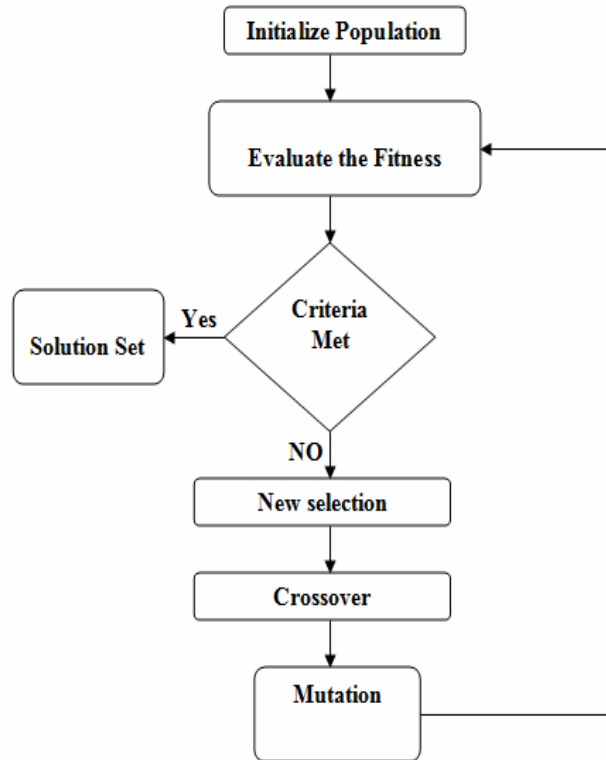 Initialize Population
Evaluate the Fitness
Criteria
Met
Yes
Solution Set
NO
New selection
Crossover
Mutation